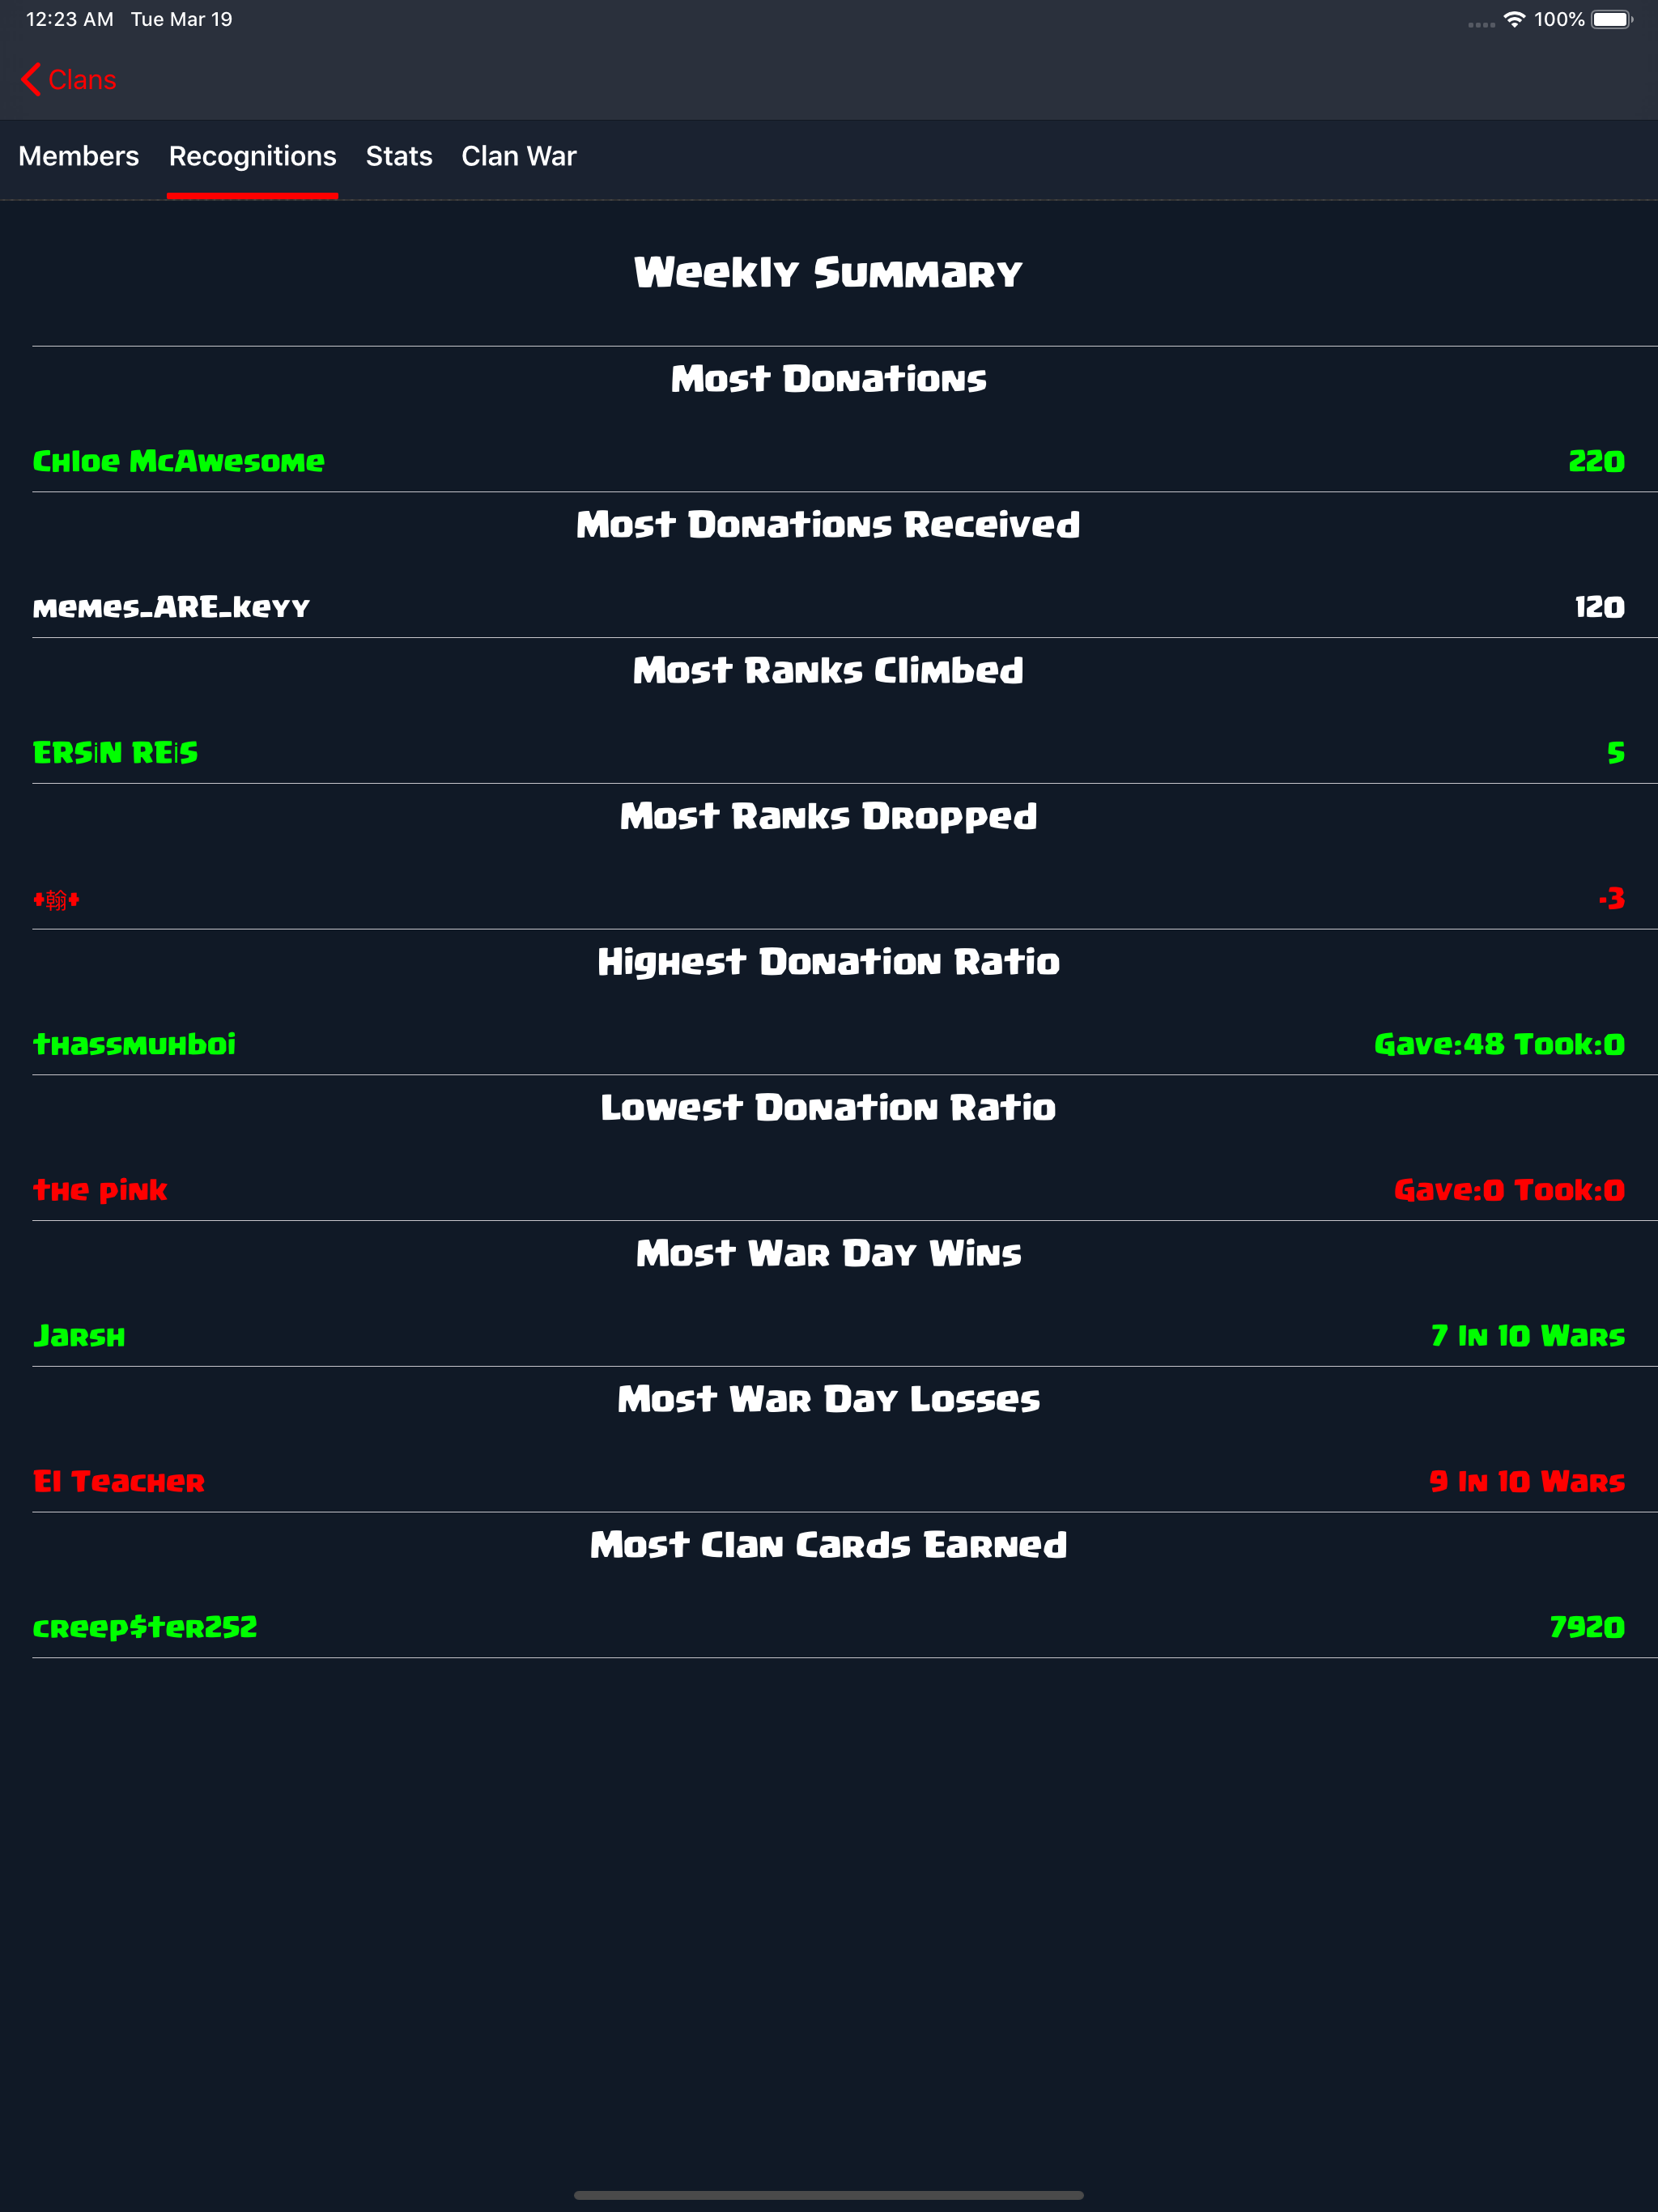 12:23 AM Tue Mar 19 100%
Clans
Members Recognitions Stats Clan War
Weekly Summary
Most Donations
Chloe McAwesome 220
Most Donations Received
memes_ARE_keyy 120
Most Ranks Climbed
ERSiN REiS 5
Most Ranks Dropped
+翰+ -3
Highest Donation Ratio
thassmuhboi Gave:48 Took:0
Lowest Donation Ratio
the pink Gave:0 Took:0
Most War Day Wins
Jarsh 7 In 10 Wars
Most War Day Losses
El Teacher 9 In 10 Wars
Most Clan Cards Earned
creep$ter252 7920